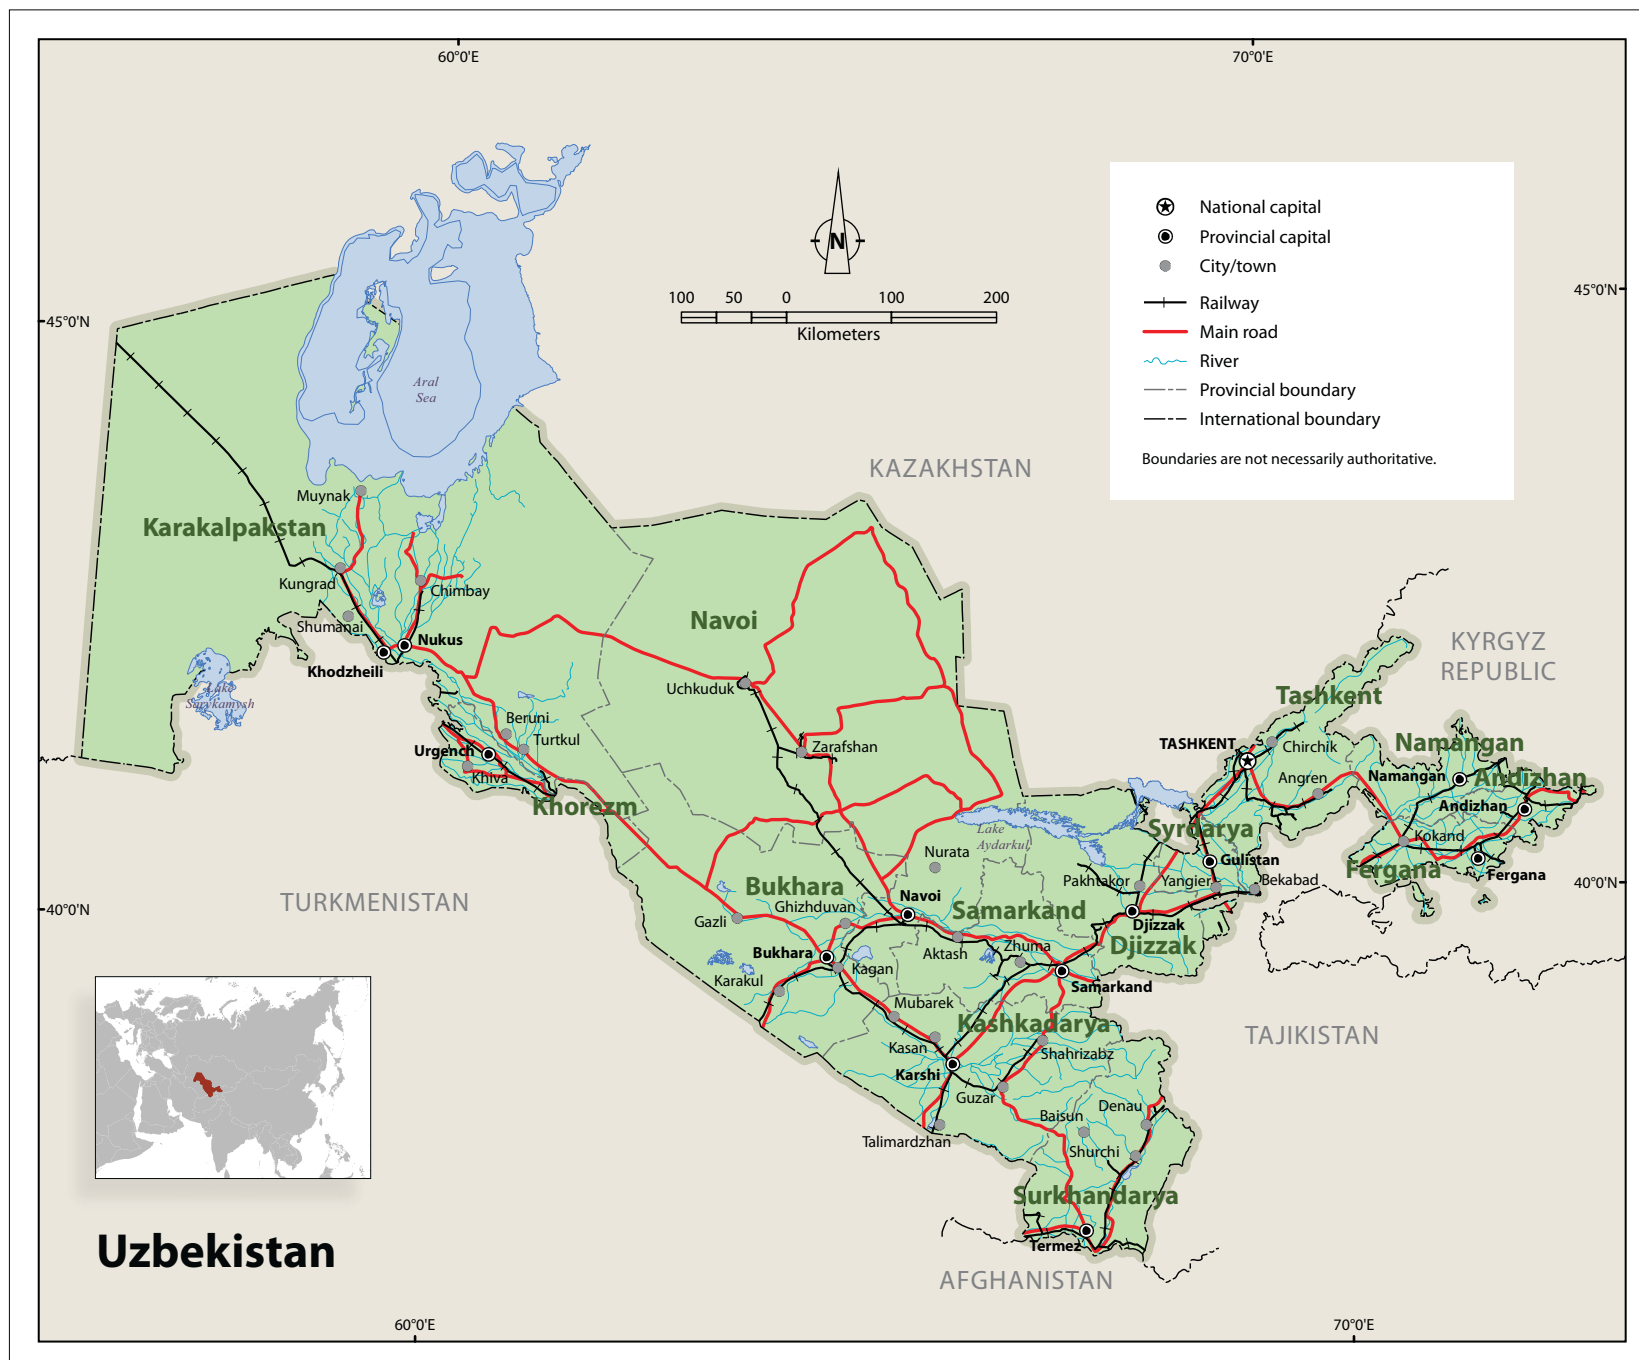 60°0'E
70°0'E
National capital
Provincial capital
City/town
Railway
Main road
River
Provincial boundary
International boundary
Boundaries are not necessarily authoritative.
N
100 50 0 100 200
Kilometers
45°0'N
45°0'N
Aral
Sea
KAZAKHSTAN
Muynak
Karakalpakstan
Kungrad
Chimbay
Shumanai
Nukus
Khodzheili
Navoi
KYRGYZ
REPUBLIC
Lake
Sarykamysh
Uchkuduk
Tashkent
Beruni
Turtkul
Urgench
Khiva
Khorezm
Zarafshan
TASHKENT
Chirchik
Angren
Namangan
Namangan
Andizhan
Andizhan
Lake
Aydarkul
Syrdarya
Kokand
Gulistan
Fergana
Fergana
Nurata
Pakhtakor
Yangier
Bekabad
40°0'N
40°0'N
TURKMENISTAN
Bukhara
Ghizhduvan
Navoi
Samarkand
Gazli
Djizzak
Djizzak
Aktash
Zhuma
Bukhara
Kagan
Karakul
Samarkand
Mubarek
Kashkadarya
Kasan
Shahrizabz
Karshi
TAJIKISTAN
Guzar
Baisun
Denau
Talimardzhan
Shurchi
Surkhandarya
Termez
AFGHANISTAN
Uzbekistan
60°0'E
70°0'E